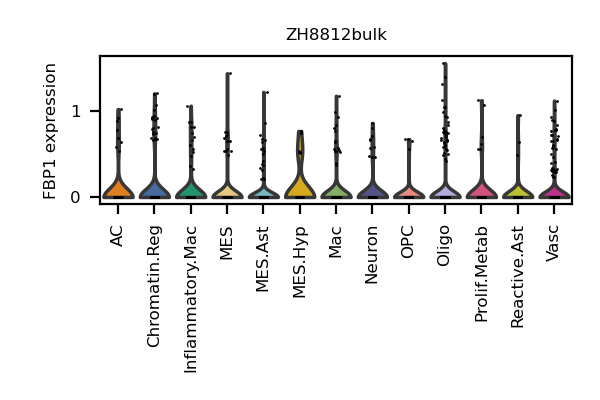 ZH8812bulk
FBP1 expression
1
0
AC
Chromatin.Reg
Inflammatory.Mac
MES
MES.Ast
MES.Hyp
Mac
Neuron
OPC
Oligo
Prolif.Metab
Reactive.Ast
Vasc